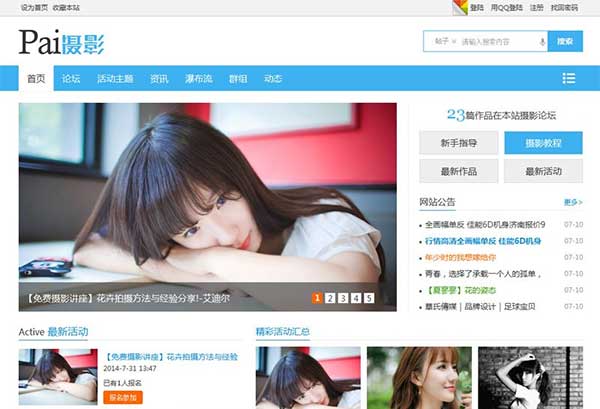 设为首页 收藏本站
登陆 用QQ登陆 注册 找回密码
Pai摄影
帖子 请输入搜索内容 搜索
首页 论坛 活动主题 资讯 瀑布流 群组 动态
23篇作品在本站摄影论坛
新手指导 摄影教程
最新作品 最新活动
网站公告 更多>
全画幅单反 佳能6D机身济南报价9 07-10
行情高清全画幅单反 佳能6D机身 07-10
年少时的我想嫁给你 07-10
青春，选择了承载一个人的孤单， 07-10
【夏寥寥】花的姿态 07-10
慧氏傳媒｜品牌设计｜足球宝贝 07-10
【免费摄影讲座】花卉拍摄方法与经验分享!-艾迪尔
1 2 3 4 5
Active 最新活动
精彩活动汇总
【免费摄影讲座】花卉拍摄方法与经验
2014-7-31 13:47
已有1人报名
报名参加